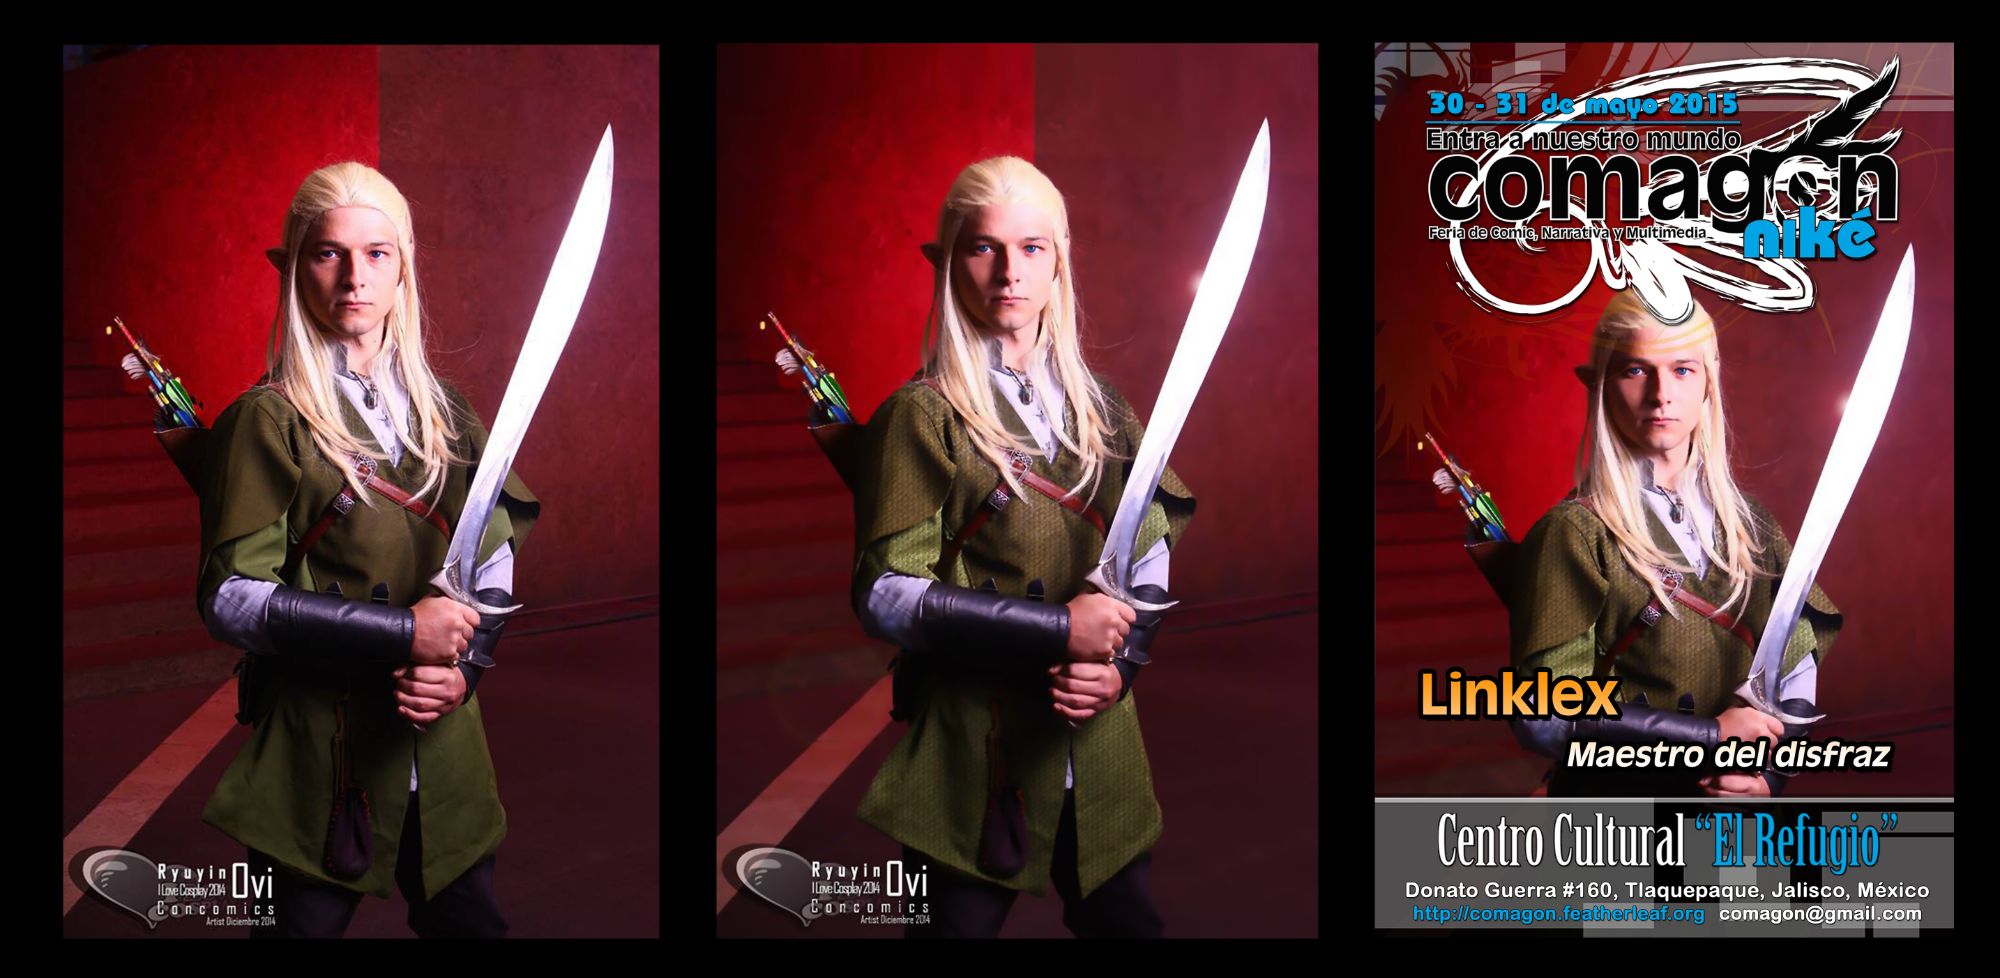 Ryuyin Ovi
I Love Cosplay 2014
Concomics
Artist Diciembre 2014
Ryuyin Ovi
I Love Cosplay 2014
Concomics
Artist Diciembre 2014
30 - 31 de mayo 2015
Entra a nuestro mundo
comagon
niké
Feria de Comic, Narrativa y Multimedia
Linklex
Maestro del disfraz
Centro Cultural “El Refugio”
Donato Guerra #160, Tlaquepaque, Jalisco, México
http://comagon.featherleaf.org comagon@gmail.com